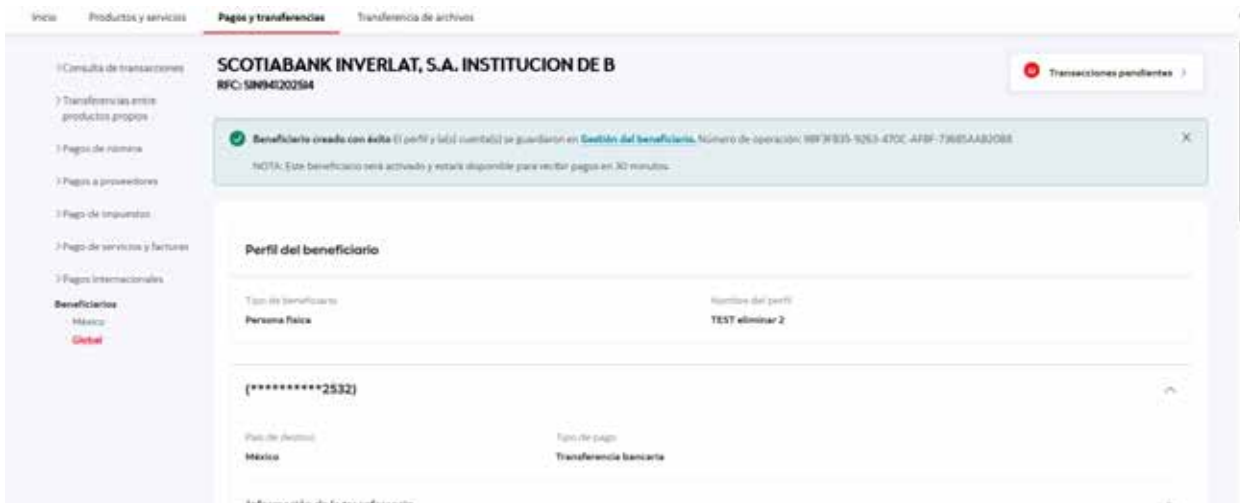 Inicio Productos y servicios Pagos y transferencias Transferencia de archivos
Consulta de transacciones
Transferencias entre productos propios
Pagos de nómina
Pagos a proveedores
Pago de impuestos
Pago de servicios y facturas
Pagos internacionales
Beneficiarios
México
Global
SCOTIABANK INVERLAT, S.A. INSTITUCION DE B
RFC: SIN9412025I4
Transacciones pendientes
Beneficiario creado con éxito El perfil y la(s) cuenta(s) se guardaron en Gestión del beneficiario. Número de operación:
NOTA: Este beneficiario será activado y estará disponible para recibir pagos en 30 minutos.
Perfil del beneficiario
Tipo de beneficiario Nombre del perfil
Persona física TEST eliminar 2
(**********2532)
País de destino Tipo de pago
México Transferencia bancaria